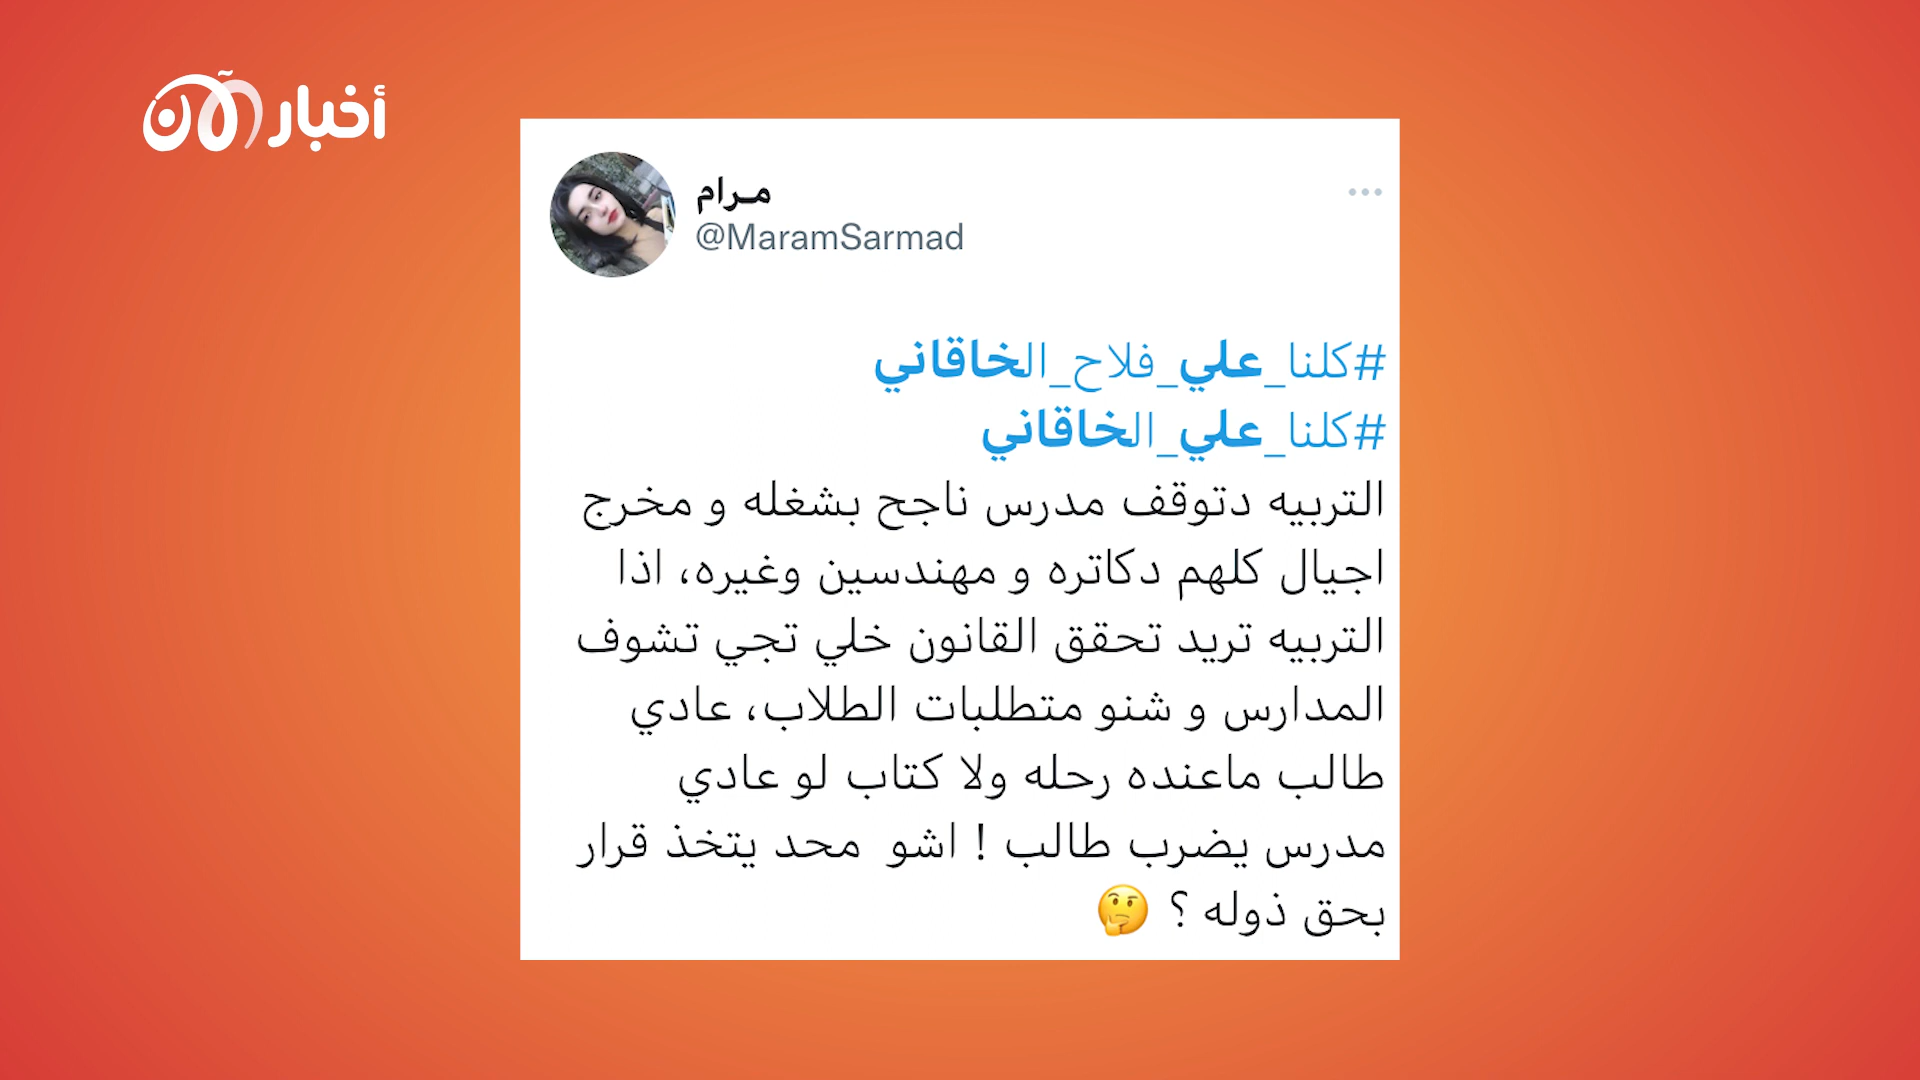 أخبار الآن
مـرام
@MaramSarmad
#كلنا_علي_فلاح_الخاقاني
#كلنا_علي_الخاقاني
التربيه دتوقف مدرس ناجح بشغله و مخرج
اجيال كلهم دكاتره و مهندسين وغيره، اذا
التربيه تريد تحقق القانون خلي تجي تشوف
المدارس و شنو متطلبات الطلاب، عادي
طالب ماعنده رحله ولا كتاب لو عادي
مدرس يضرب طالب ! اشو محد يتخذ قرار
بحق ذوله ؟ 🤔